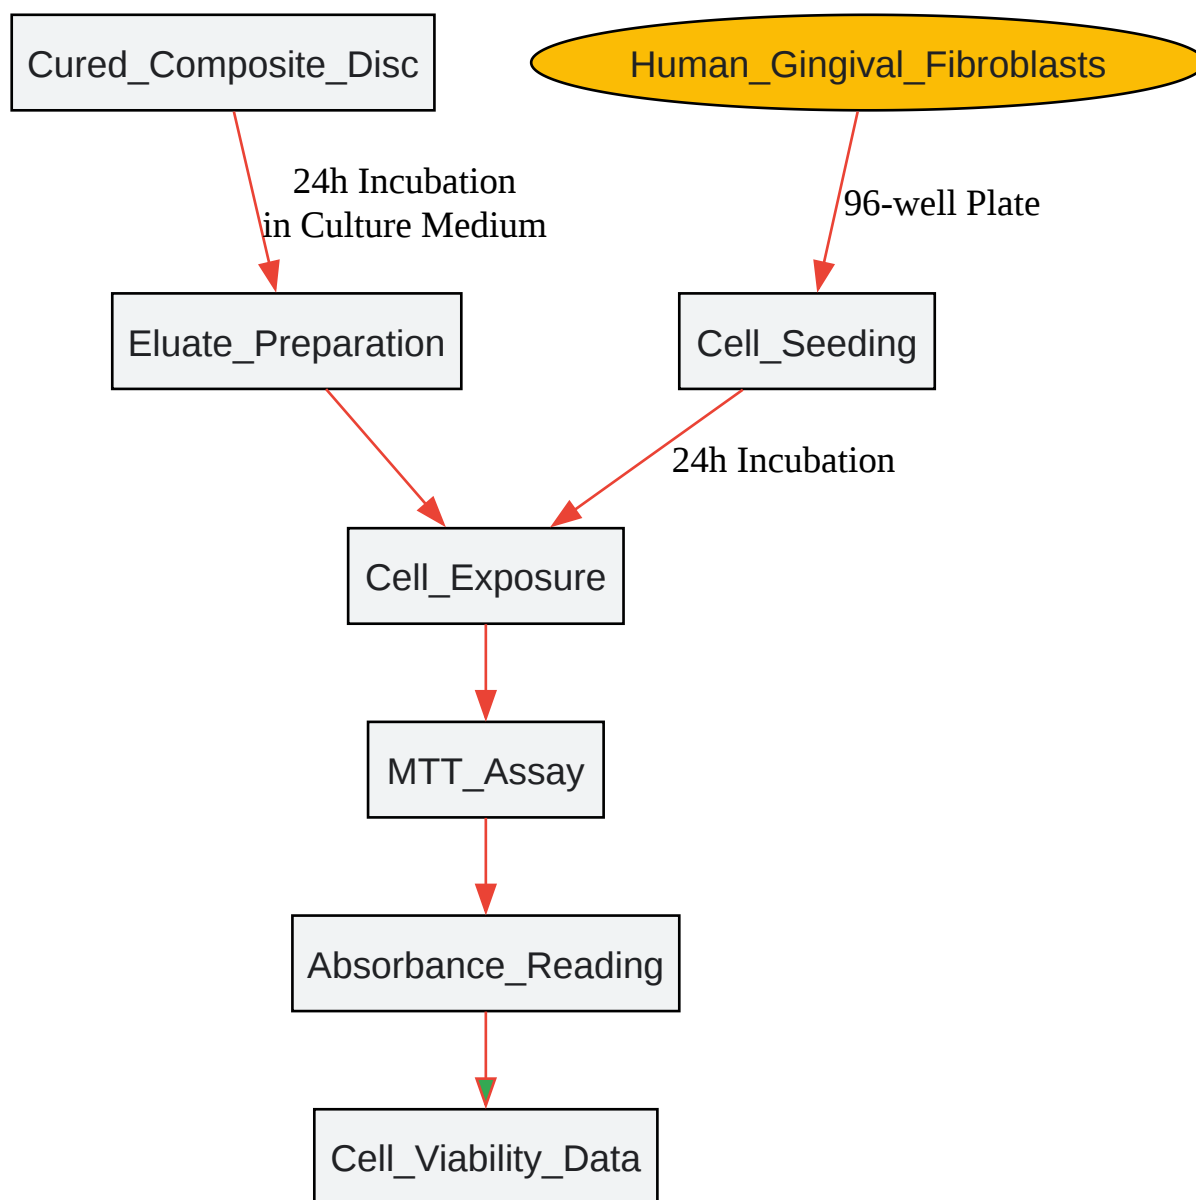 Cured_Composite_Disc
Human_Gingival_Fibroblasts
24h Incubation
in Culture Medium
96-well Plate
Eluate_Preparation
Cell_Seeding
24h Incubation
Cell_Exposure
MTT_Assay
Absorbance_Reading
Cell_Viability_Data